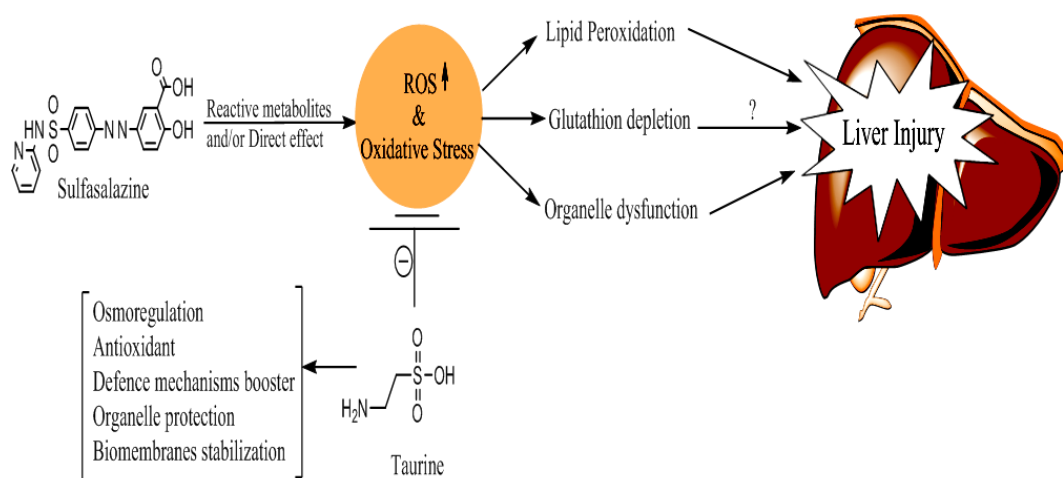 O
OH
O
HN
S
O
N
N
N
OH
Sulfasalazine
Reactive metabolites
and/or Direct effect
ROS
&
Oxidative Stress
Lipid Peroxidation
Glutathion depletion
?
Organelle dysfunction
Liver Injury
Osmoregulation
Antioxidant
Defence mechanisms booster
Organelle protection
Biomembranes stabilization
O
S
OH
O
H₂N
Taurine